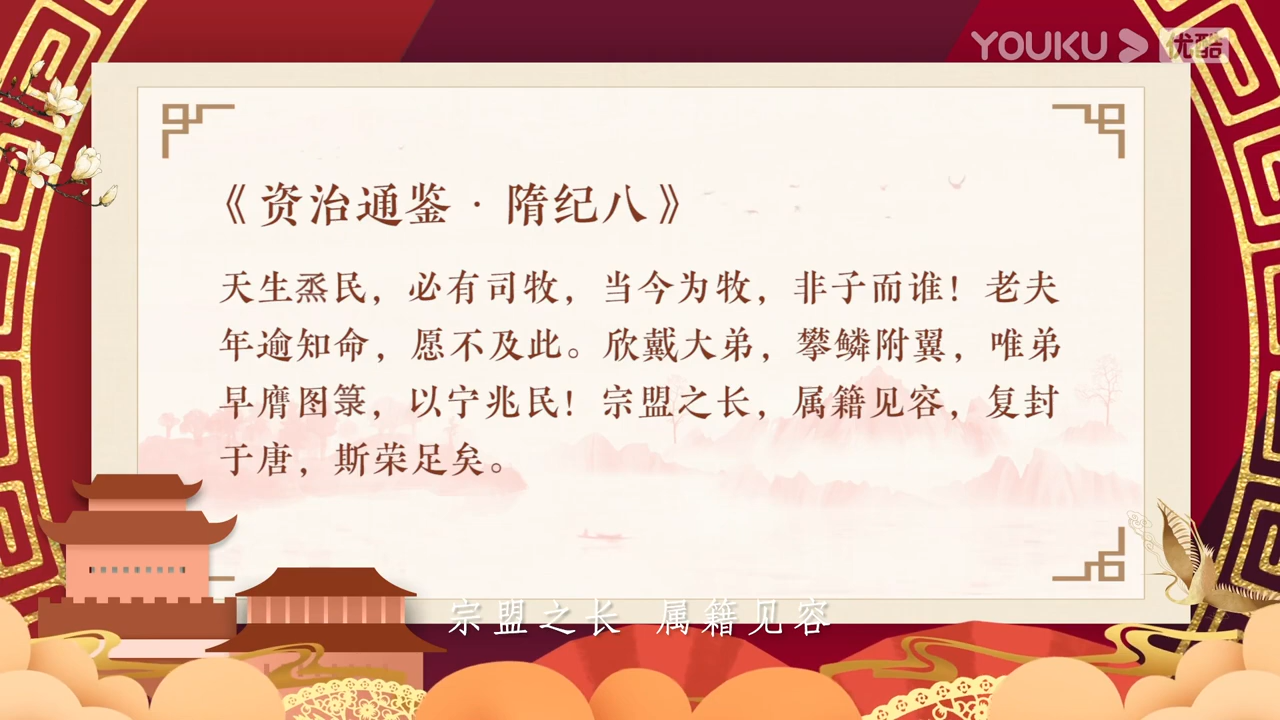 YOUKU 优酷
《资治通鉴·隋纪八》
天生烝民，必有司牧，当今为牧，非子而谁！老夫
年逾知命，愿不及此。欣戴大弟，攀鳞附翼，唯弟
早膺图箓，以宁兆民！宗盟之长，属籍见容，复封
于唐，斯荣足矣。
宗盟之长 属籍见容